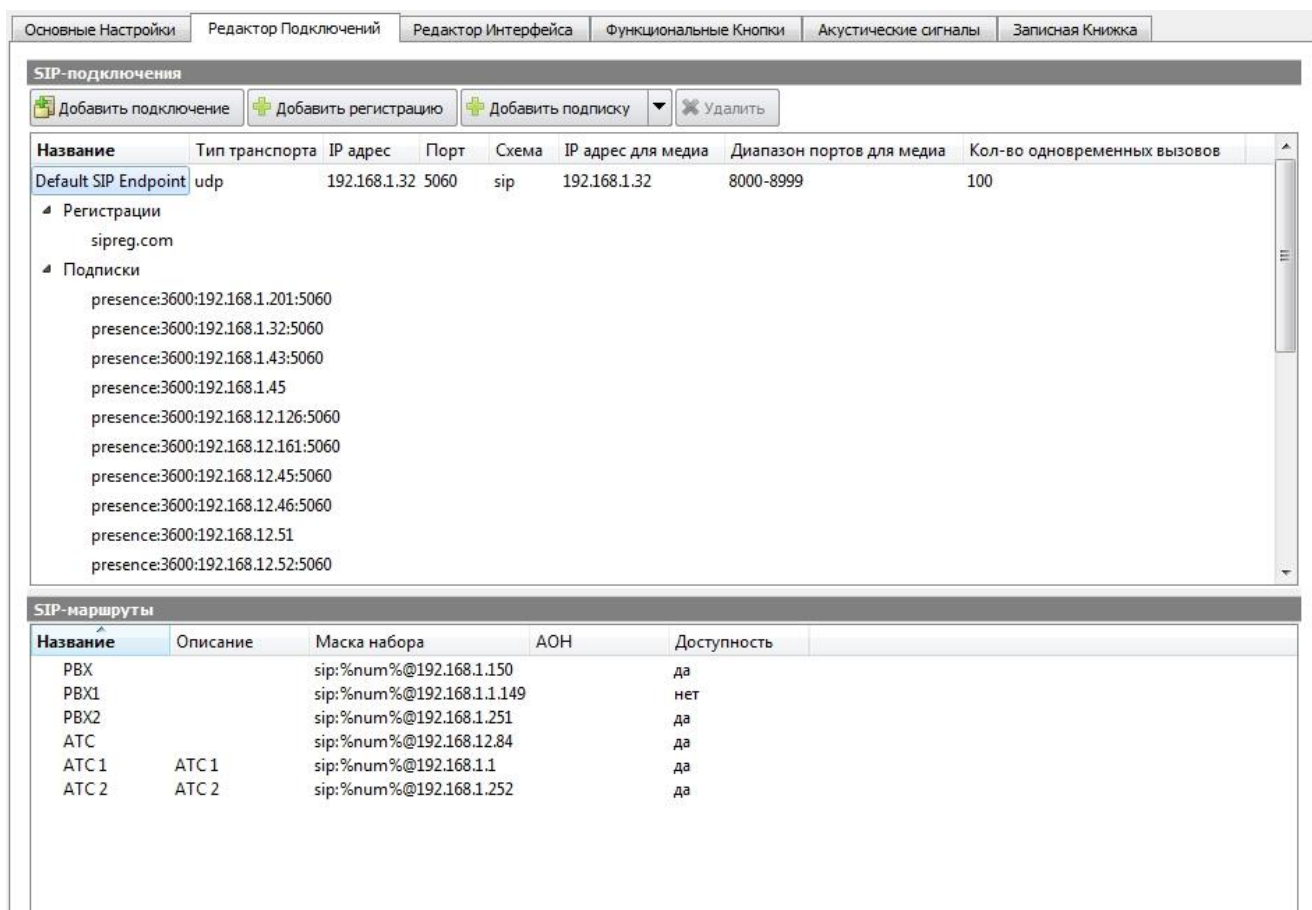 Основные Настройки Редактор Подключений Редактор Интерфейса Функциональные Кнопки Акустические сигналы Записная Книжка
SIP-подключения
Добавить подключение Добавить регистрацию Добавить подписку Удалить
Название Тип транспорта IP адрес Порт Схема IP адрес для медиа Диапазон портов для медиа Кол-во одновременных вызовов
Default SIP Endpoint udp 192.168.1.32 5060 sip 192.168.1.32 8000-8999 100
Регистрации
sipreg.com
Подписки
presence:3600:192.168.1.201:5060
presence:3600:192.168.1.32:5060
presence:3600:192.168.1.43:5060
presence:3600:192.168.1.45
presence:3600:192.168.12.126:5060
presence:3600:192.168.12.161:5060
presence:3600:192.168.12.45:5060
presence:3600:192.168.12.46:5060
presence:3600:192.168.12.51
presence:3600:192.168.12.52:5060
SIP-маршруты
Название Описание Маска набора АОН Доступность
PBX sip:%num%@192.168.1.150 да
PBX1 sip:%num%@192.168.1.1.149 нет
PBX2 sip:%num%@192.168.1.251 да
АТС sip:%num%@192.168.12.84 да
АТС 1 АТС 1 sip:%num%@192.168.1.1 да
АТС 2 АТС 2 sip:%num%@192.168.1.252 да